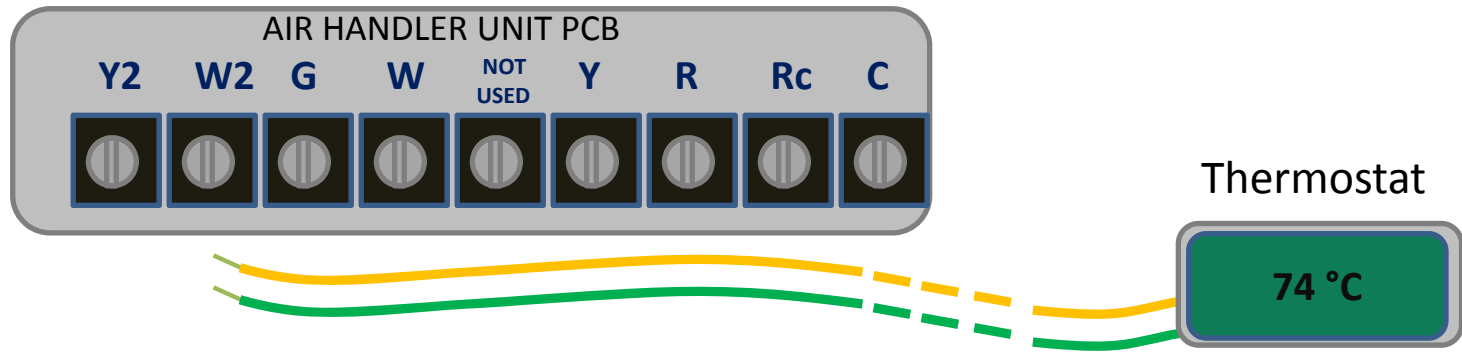 AIR HANDLER UNIT PCB
Y2 W2 G W NOT USED Y R Rc C
Thermostat
74 °C